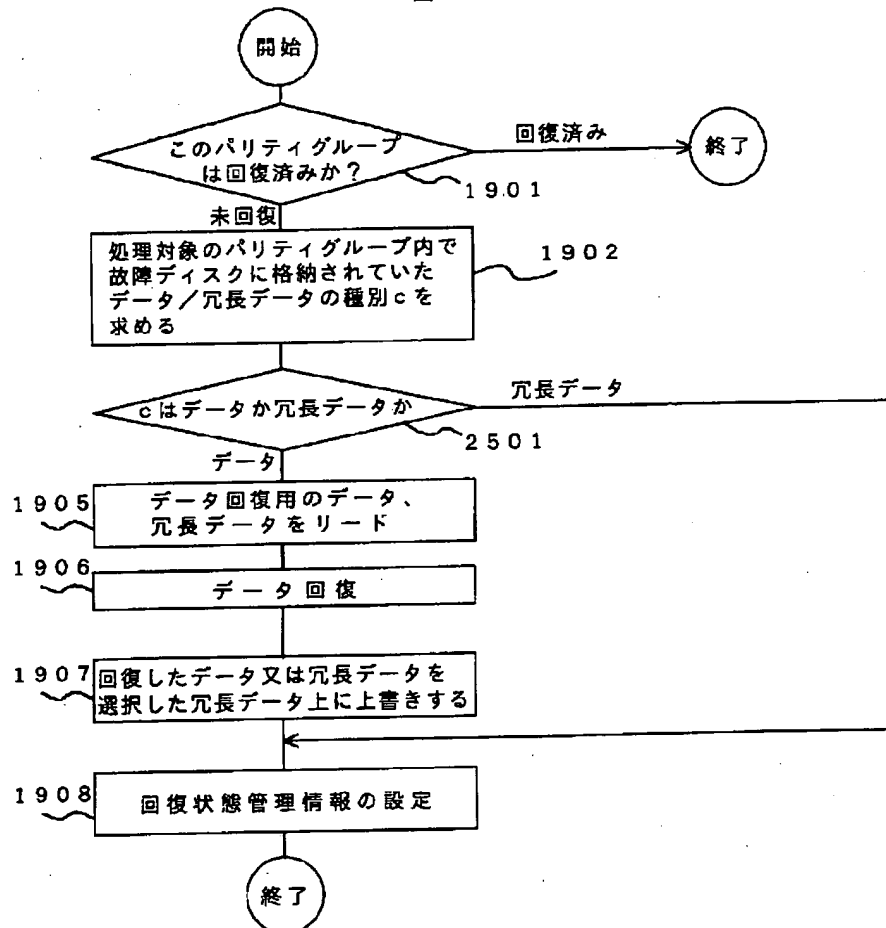 開始
このパリティグループ
は回復済みか？
回復済み
終了
1901
未回復
処理対象のパリティグループ内で
故障ディスクに格納されていた
データ／冗長データの種別cを
求める
1902
cはデータか冗長データか
冗長データ
2501
データ
1905
データ回復用のデータ、
冗長データをリード
1906
データ回復
1907
回復したデータ又は冗長データを
選択した冗長データ上に上書きする
1908
回復状態管理情報の設定
終了